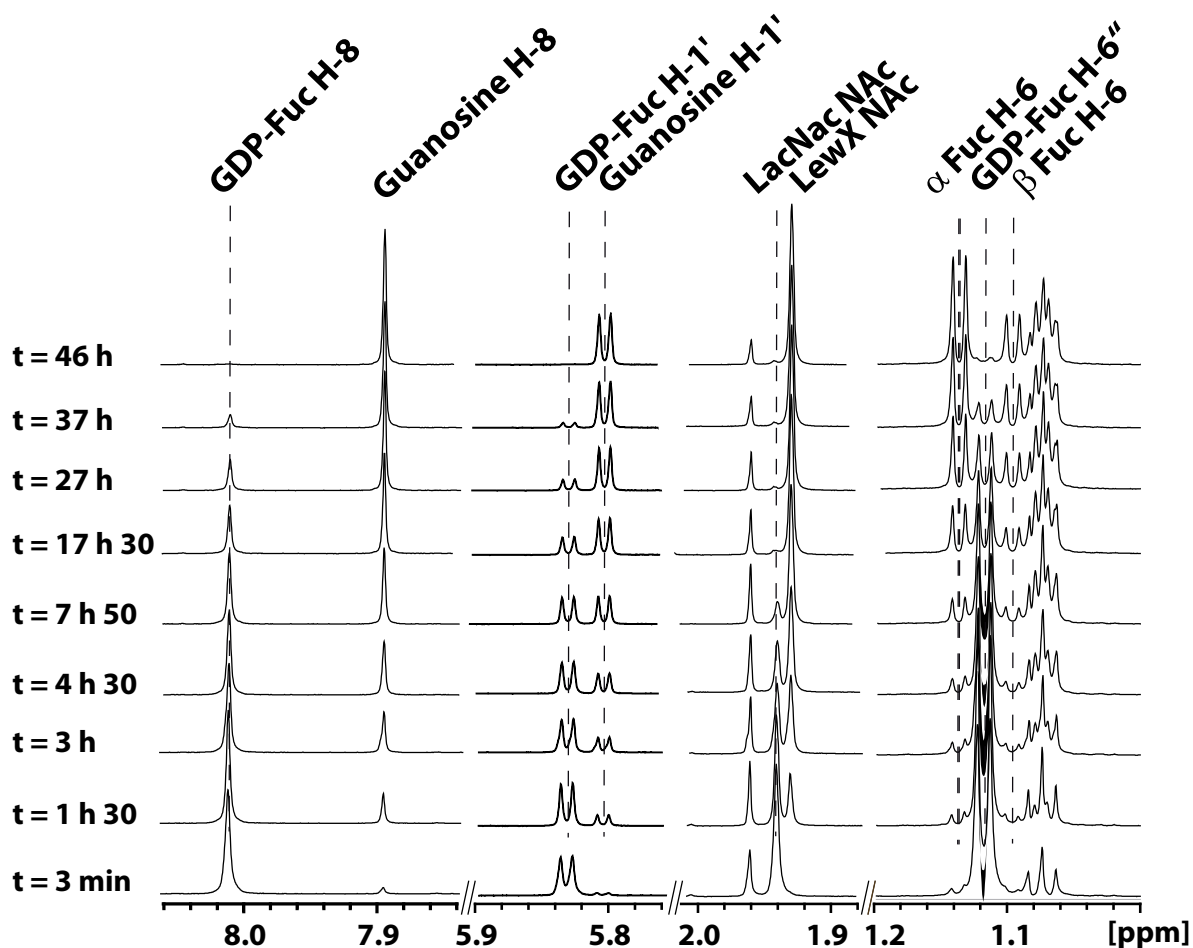 GDP-Fuc H-8
Guanosine H-8
GDP-Fuc H-1'
Guanosine H-1'
LacNac NAc
LewX NAc
α Fuc H-6
GDP-Fuc H-6”
β Fuc H-6
t = 46 h
t = 37 h
t = 27 h
t = 17 h 30
t = 7 h 50
t = 4 h 30
t = 3 h
t = 1 h 30
t = 3 min
8.0 7.9 5.9 5.8 2.0 1.9 1.2 1.1 [ppm]